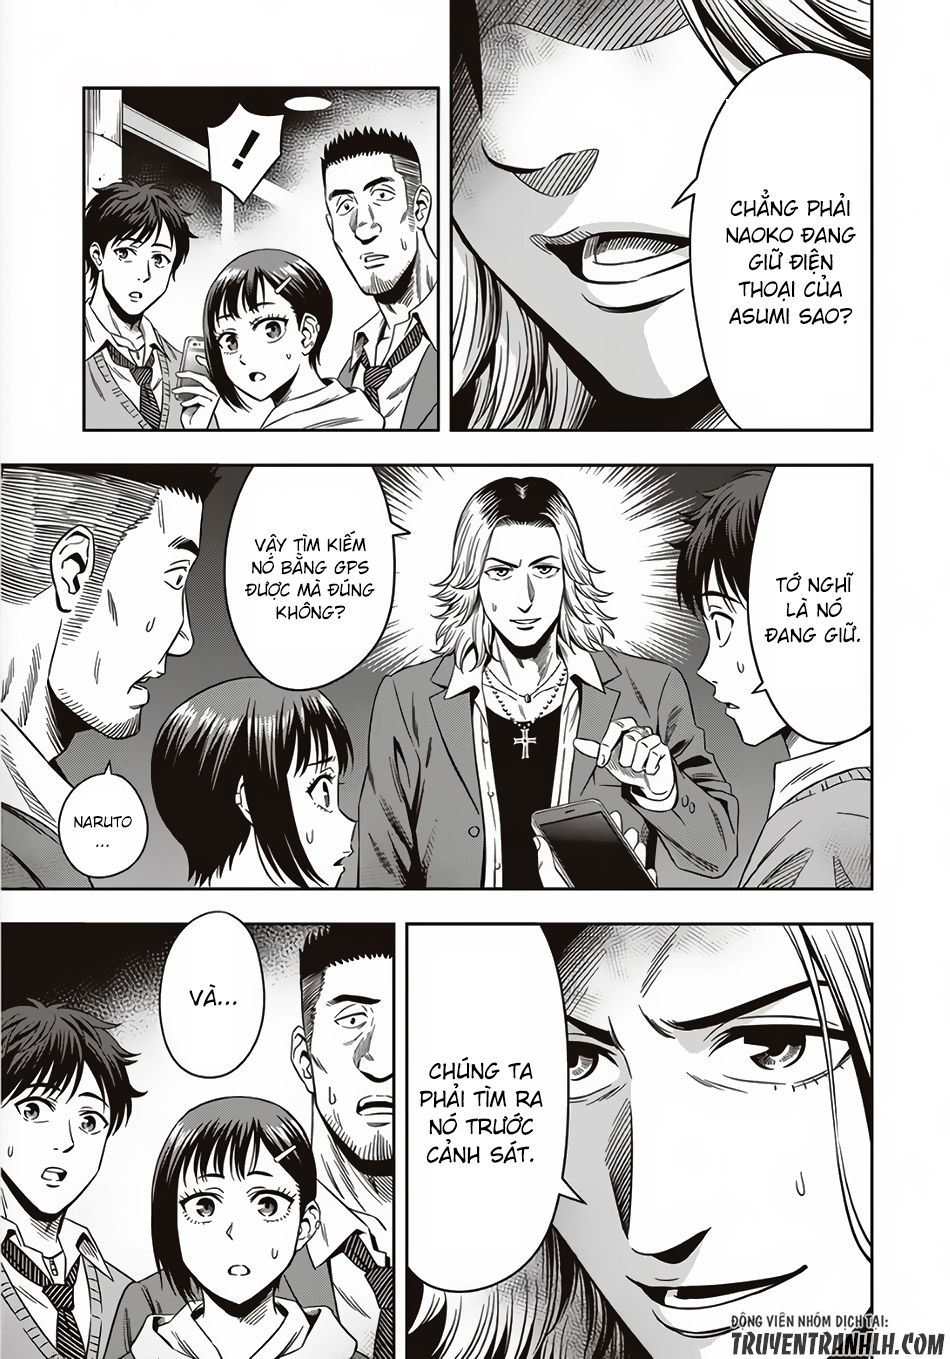 CHẲNG PHẢI
NAOKO ĐANG
GIỮ ĐIỆN
THOẠI CỦA
ASUMI SAO?
!
TỚ NGHĨ
LÀ NÓ
ĐANG GIỮ.
VẬY TÌM KIẾM
NÓ BẰNG GPS
ĐƯỢC MÀ ĐÚNG
KHÔNG?
NARUTO
...
CHÚNG TA
PHẢI TÌM RA
NÓ TRƯỚC
CẢNH SÁT.
VÀ...
ĐỘNG VIÊN NHÓM DỊCH TẠI:
TRUYENTRANHLH.COM